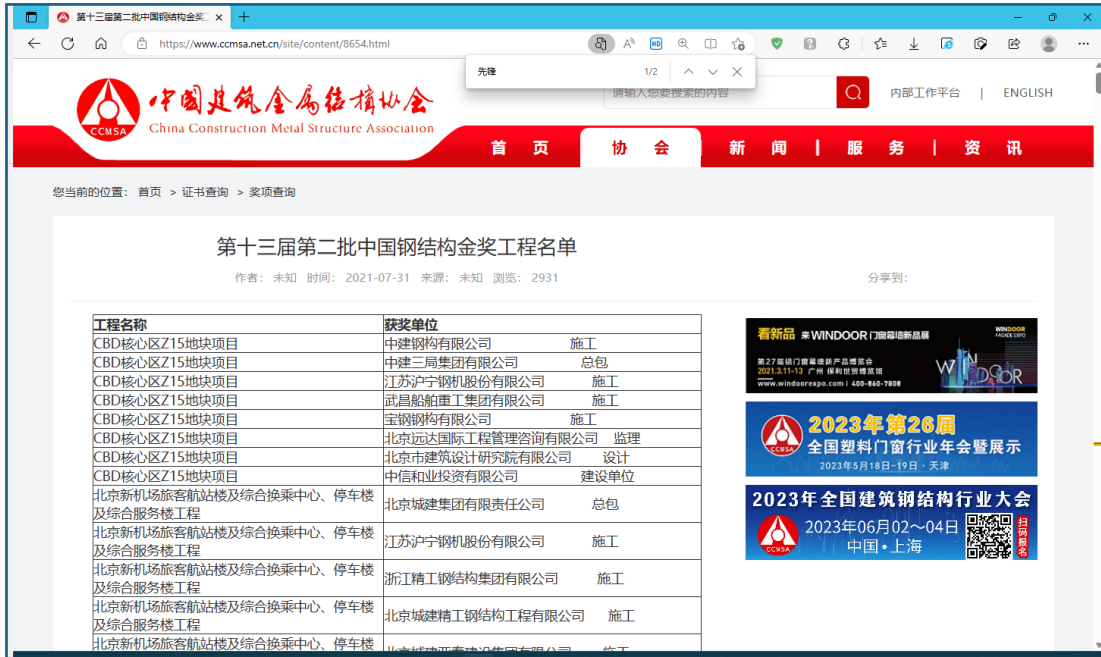 第十三届第二批中国钢结构金奖
https://www.ccmsa.net.cn/site/content/8654.html
先锋
1/2
中国建筑金属结构协会
China Construction Metal Structure Association
CCMSA
请输入您要搜索的内容
内部工作平台 | ENGLISH
首 页 协 会 新 闻 | 服 务 | 资 讯
您当前的位置: 首页 > 证书查询 > 奖项查询
第十三届第二批中国钢结构金奖工程名单
作者: 未知 时间: 2021-07-31 来源: 未知 浏览: 2931
分享到:
工程名称 获奖单位
CBD核心区Z15地块项目 中建钢构有限公司 施工
CBD核心区Z15地块项目 中建三局集团有限公司 总包
CBD核心区Z15地块项目 江苏沪宁钢机股份有限公司 施工
CBD核心区Z15地块项目 武昌船舶重工集团有限公司 施工
CBD核心区Z15地块项目 宝钢钢构有限公司 施工
CBD核心区Z15地块项目 北京远达国际工程管理咨询有限公司 监理
CBD核心区Z15地块项目 北京市建筑设计研究院有限公司 设计
CBD核心区Z15地块项目 中信和业投资有限公司 建设单位
北京新机场旅客航站楼及综合换乘中心、停车楼
及综合服务楼工程
北京城建集团有限责任公司 总包
北京新机场旅客航站楼及综合换乘中心、停车楼
及综合服务楼工程
江苏沪宁钢机股份有限公司 施工
北京新机场旅客航站楼及综合换乘中心、停车楼
及综合服务楼工程
浙江精工钢结构集团有限公司 施工
北京新机场旅客航站楼及综合换乘中心、停车楼
及综合服务楼工程
北京城建精工钢结构工程有限公司 施工
北京新机场旅客航站楼及综合换乘中心、停车楼
看新品 来WINDOOR门窗幕墙新品展
WINDOOR
FACADE EXPO
第27届铝门窗幕墙新产品博览会
2021.3.11-13 广州 保利世贸博览馆
www.windoorexpo.com | 400-860-7808
WINDOOR
2023年第26届
全国塑料门窗行业年会暨展示
CCMSA
2023年5月18日-19日·天津
2023年全国建筑钢结构行业大会
2023年06月02~04日
中国•上海
CCMSA
扫码报名